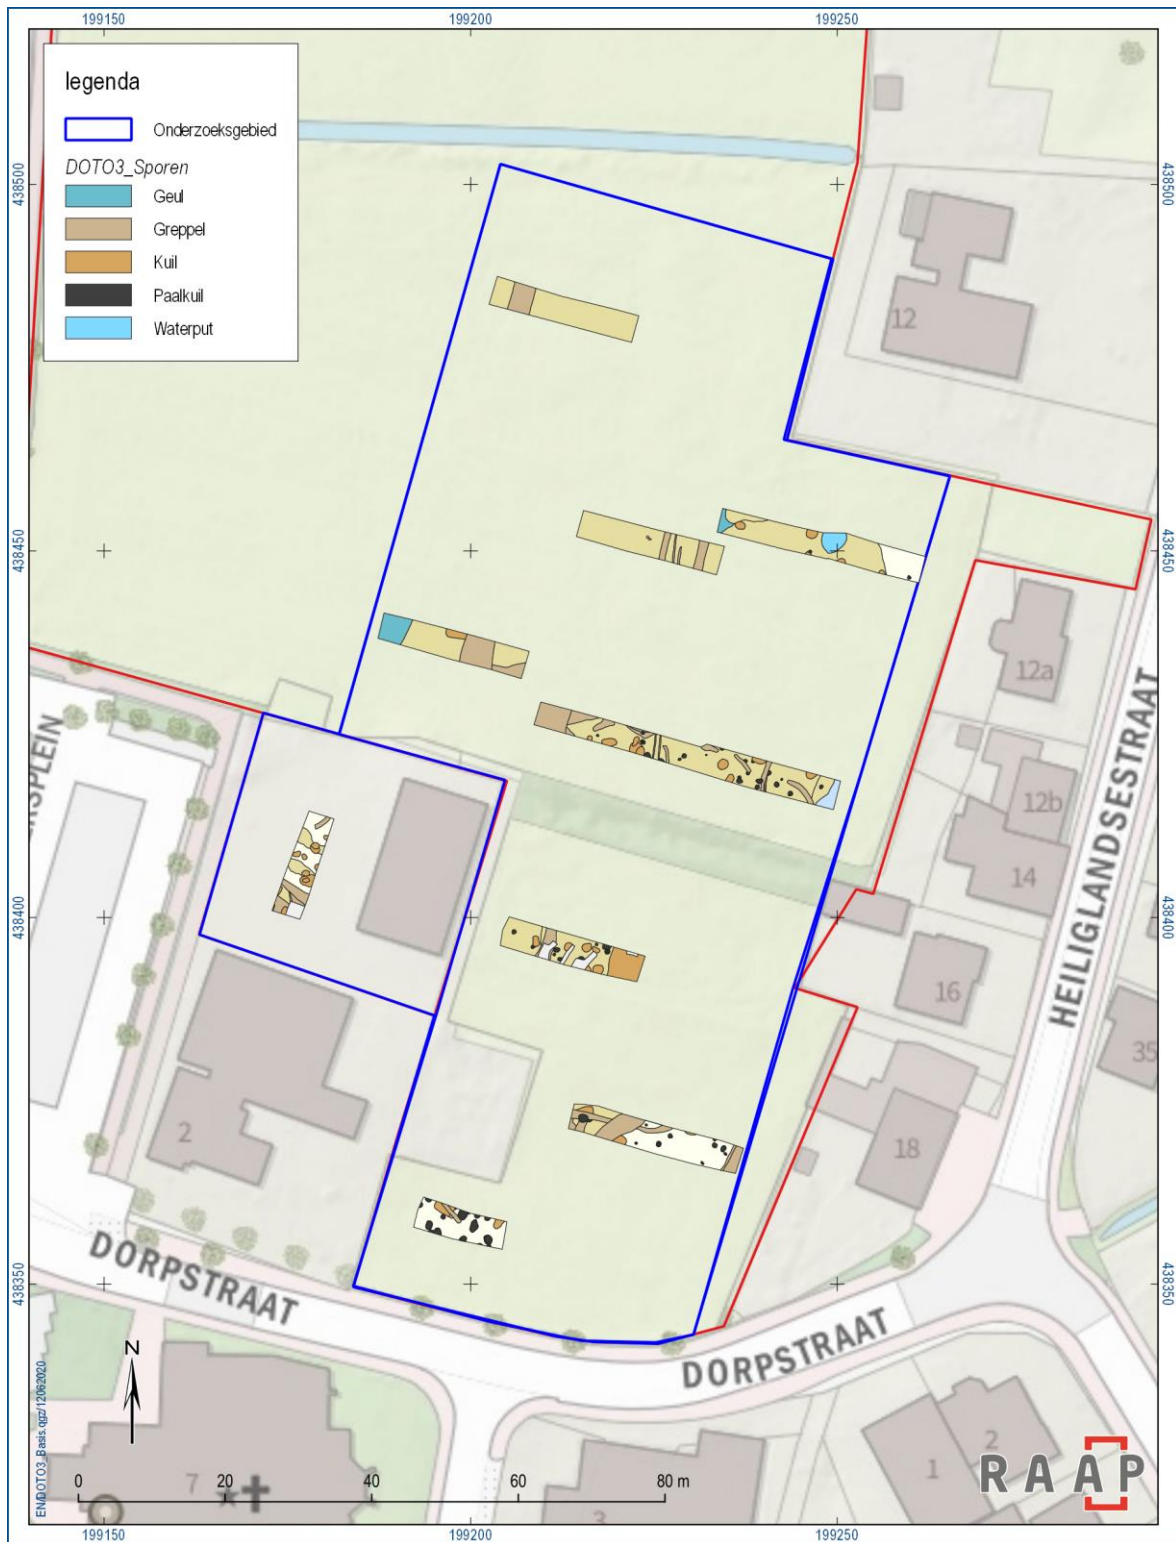 199150
199200
199250
legenda
Onderzoeksgebied
DOTO3_Sporen
Geul
Greppel
Kuil
Paalkuil
Waterput
438500
438500
12
438450
438450
12a
12b
14
HEILIGLANDSESTRAAT
438400
438400
16
35
18
2
438350
438350
DORPSTRAAT
DORPSTRAAT
N
0 20 40 60 80 m
7
3
1
2
RAAP
199150
199200
199250